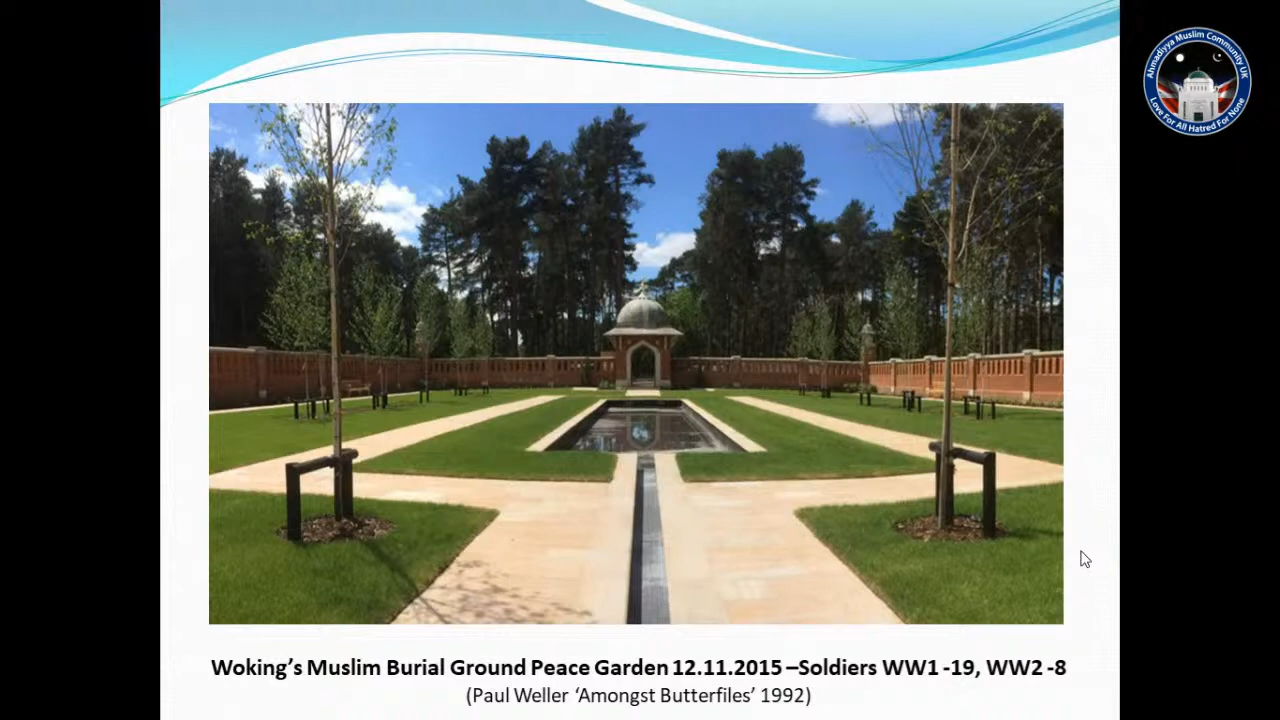 Ahmadiyya Muslim Community UK
Love For All Hatred For None
Woking's Muslim Burial Ground Peace Garden 12.11.2015 –Soldiers WW1 -19, WW2 -8
(Paul Weller 'Amongst Butterfiles' 1992)